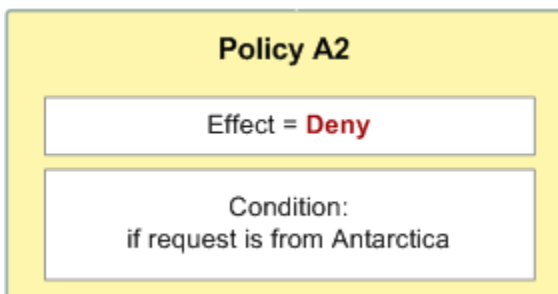 Policy A2
Effect = Deny
Condition:
if request is from Antarctica